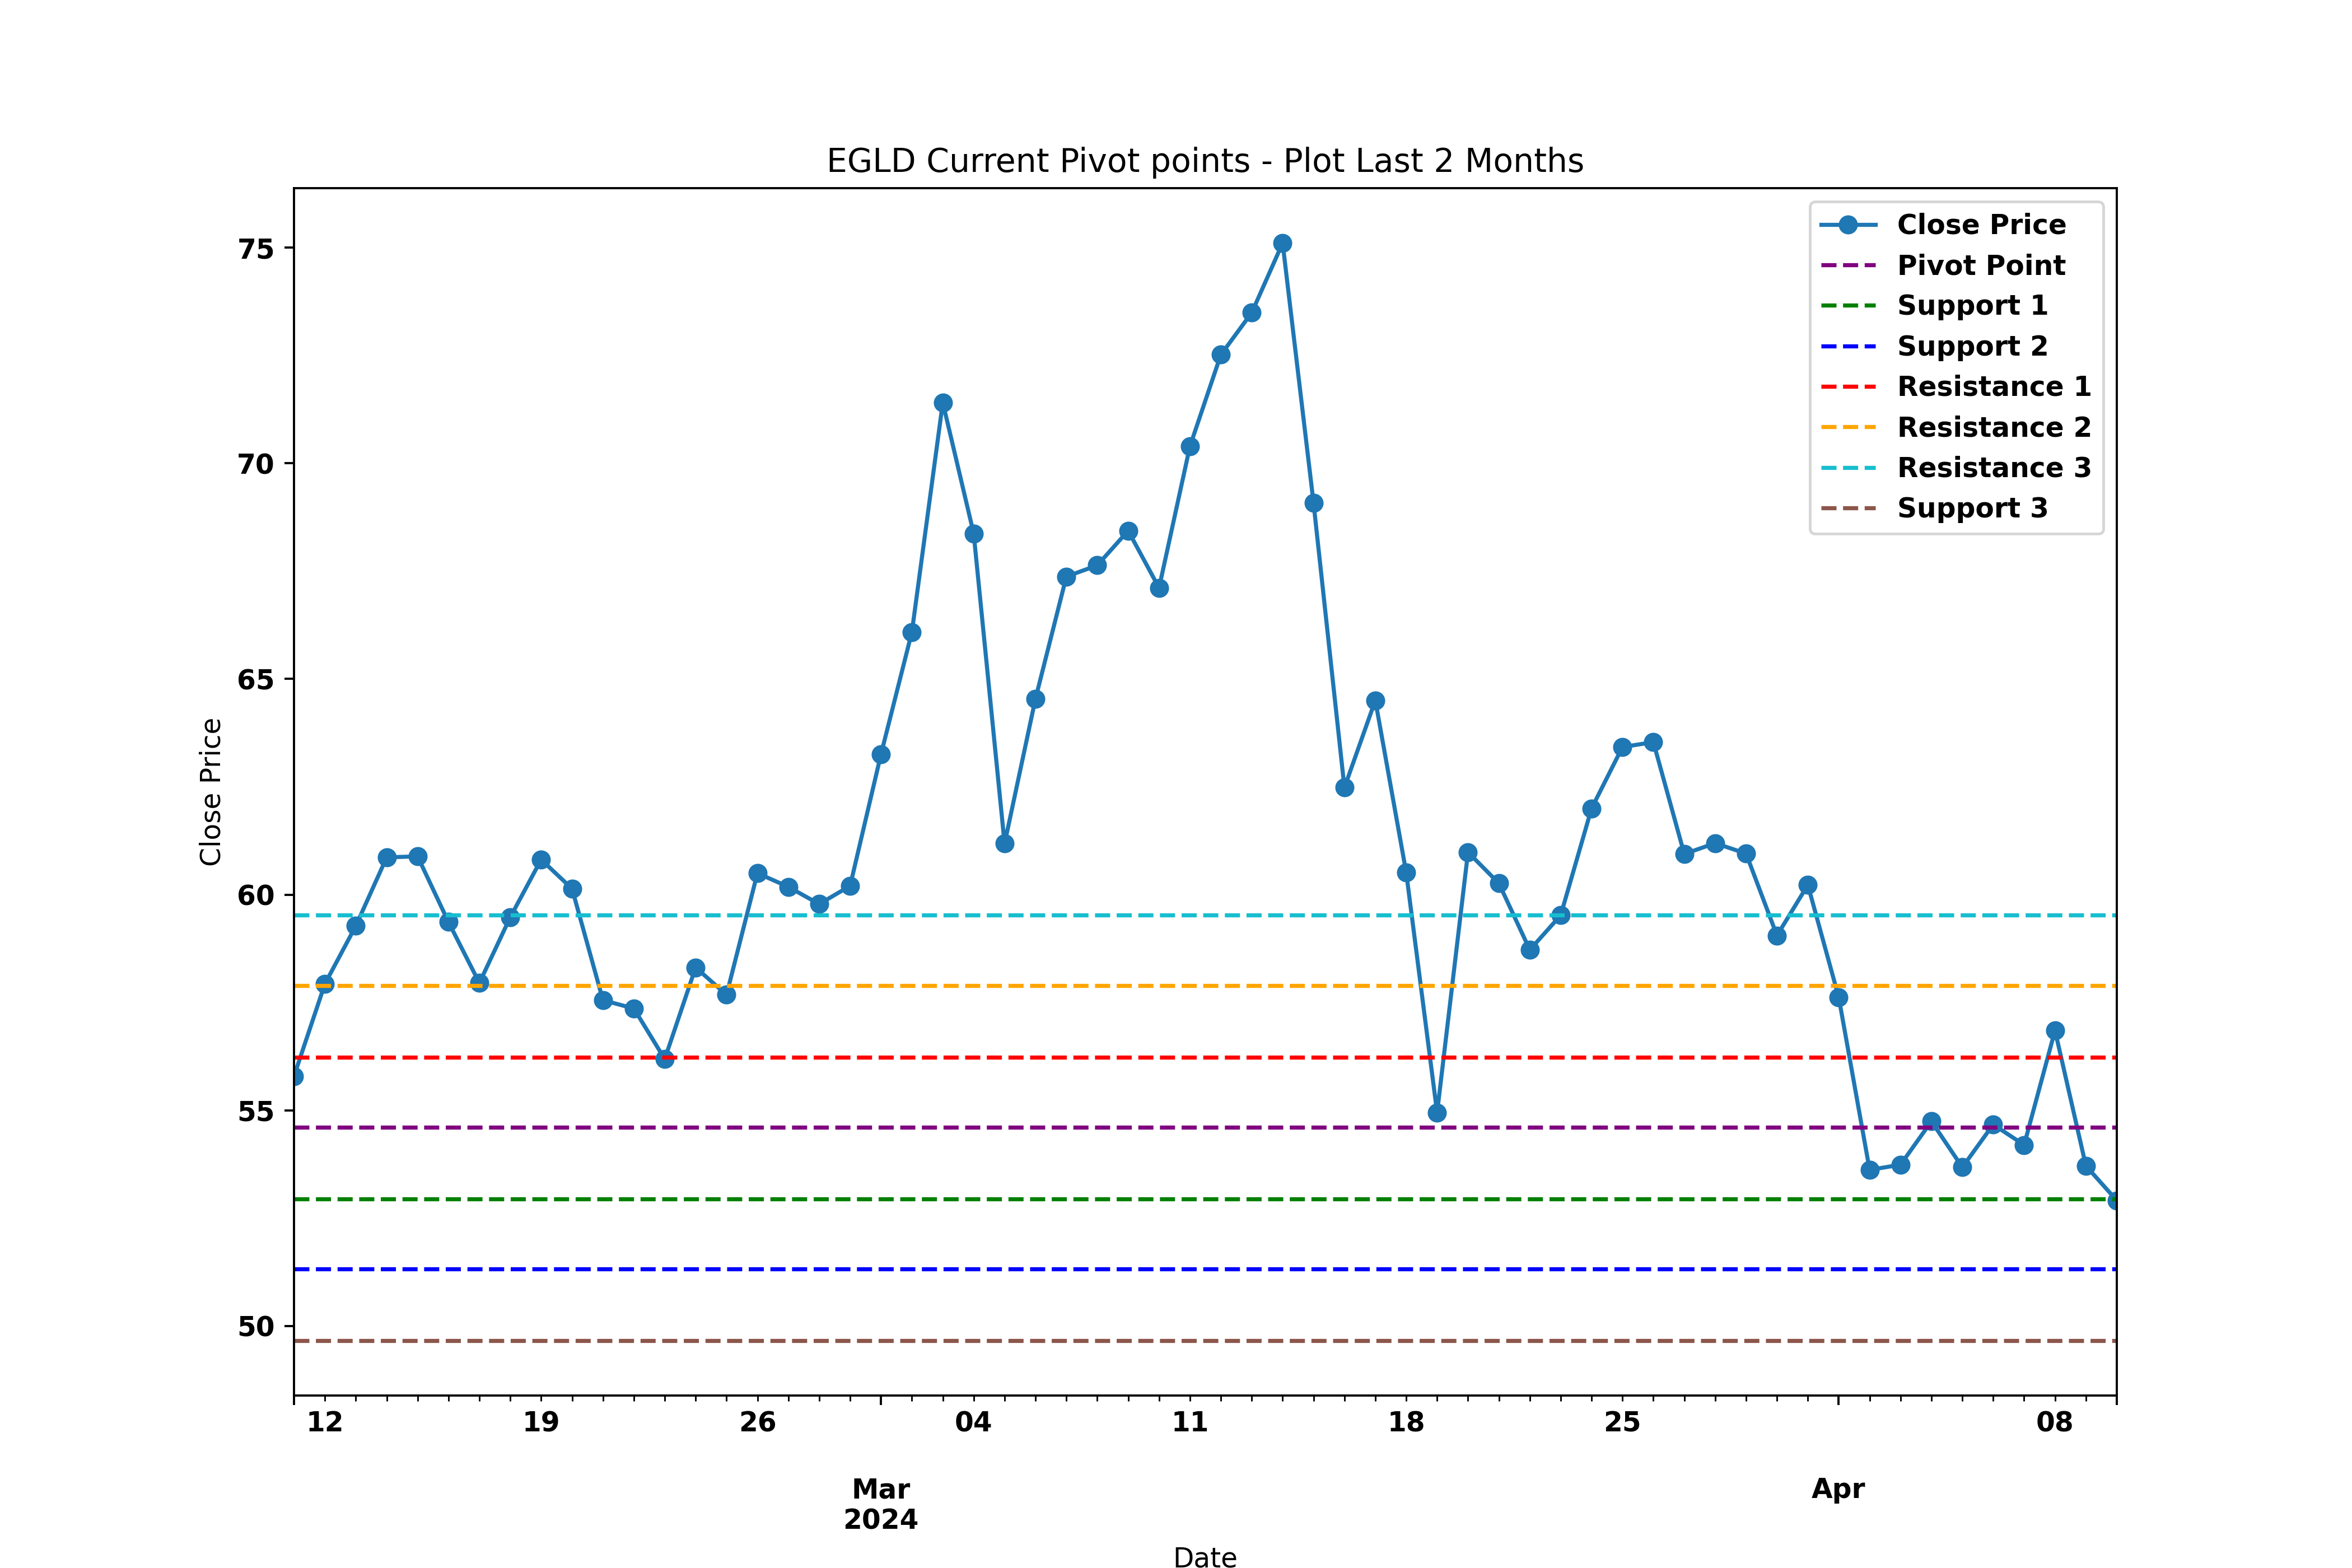 EGLD Current Pivot points - Plot Last 2 Months
Close Price
Pivot Point
Support 1
Support 2
Resistance 1
Resistance 2
Resistance 3
Support 3
75
70
65
60
55
50
Close Price
12 19 26 04 11 18 25 08
Mar Apr
2024
Date